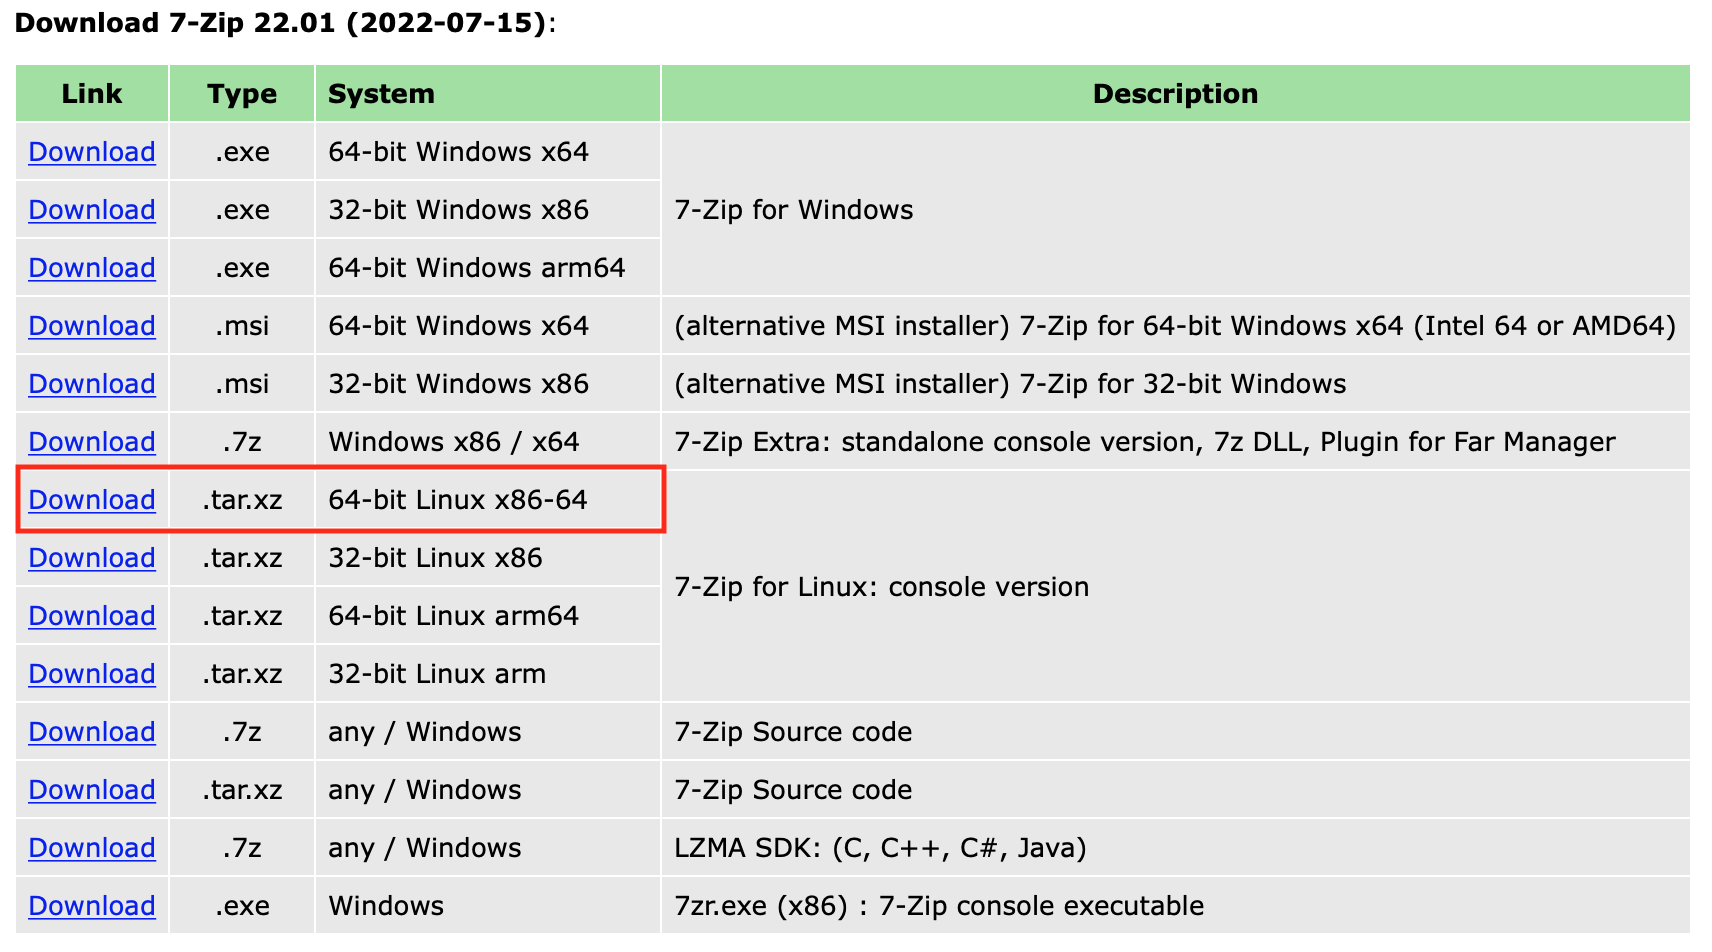 Download 7-Zip 22.01 (2022-07-15):
Link Type System Description
Download .exe 64-bit Windows x64
Download .exe 32-bit Windows x86 7-Zip for Windows
Download .exe 64-bit Windows arm64
Download .msi 64-bit Windows x64 (alternative MSI installer) 7-Zip for 64-bit Windows x64 (Intel 64 or AMD64)
Download .msi 32-bit Windows x86 (alternative MSI installer) 7-Zip for 32-bit Windows
Download .7z Windows x86 / x64 7-Zip Extra: standalone console version, 7z DLL, Plugin for Far Manager
Download .tar.xz 64-bit Linux x86-64
Download .tar.xz 32-bit Linux x86
7-Zip for Linux: console version
Download .tar.xz 64-bit Linux arm64
Download .tar.xz 32-bit Linux arm
Download .7z any / Windows 7-Zip Source code
Download .tar.xz any / Windows 7-Zip Source code
Download .7z any / Windows LZMA SDK: (C, C++, C#, Java)
Download .exe Windows 7zr.exe (x86) : 7-Zip console executable